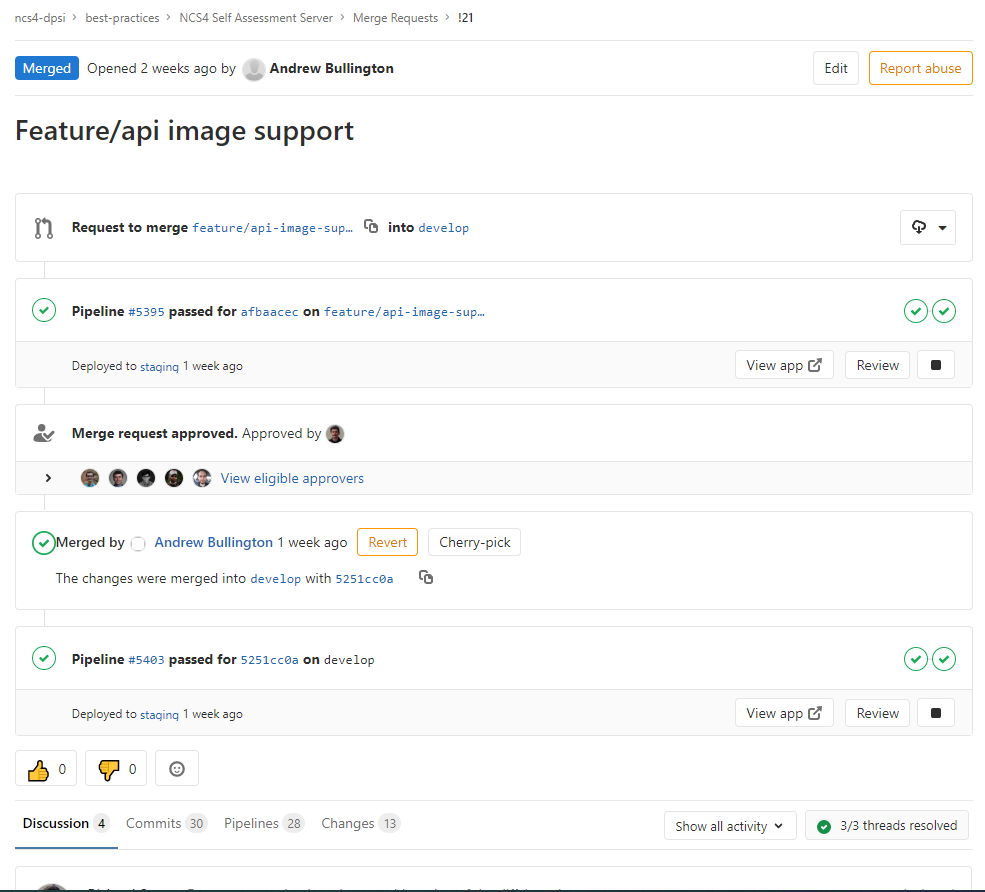 ncs4-dpsi > best-practices > NCS4 Self Assessment Server > Merge Requests > !21
Merged Opened 2 weeks ago by Andrew Bullington Edit Report abuse
Feature/api image support
Request to merge feature/api-image-sup… into develop
Pipeline #5395 passed for afbaacec on feature/api-image-sup…
Deployed to staging 1 week ago View app Review
Merge request approved. Approved by
View eligible approvers
Merged by Andrew Bullington 1 week ago Revert Cherry-pick
The changes were merged into develop with 5251cc0a
Pipeline #5403 passed for 5251cc0a on develop
Deployed to staging 1 week ago View app Review
0 0
Discussion 4 Commits 30 Pipelines 28 Changes 13 Show all activity 3/3 threads resolved